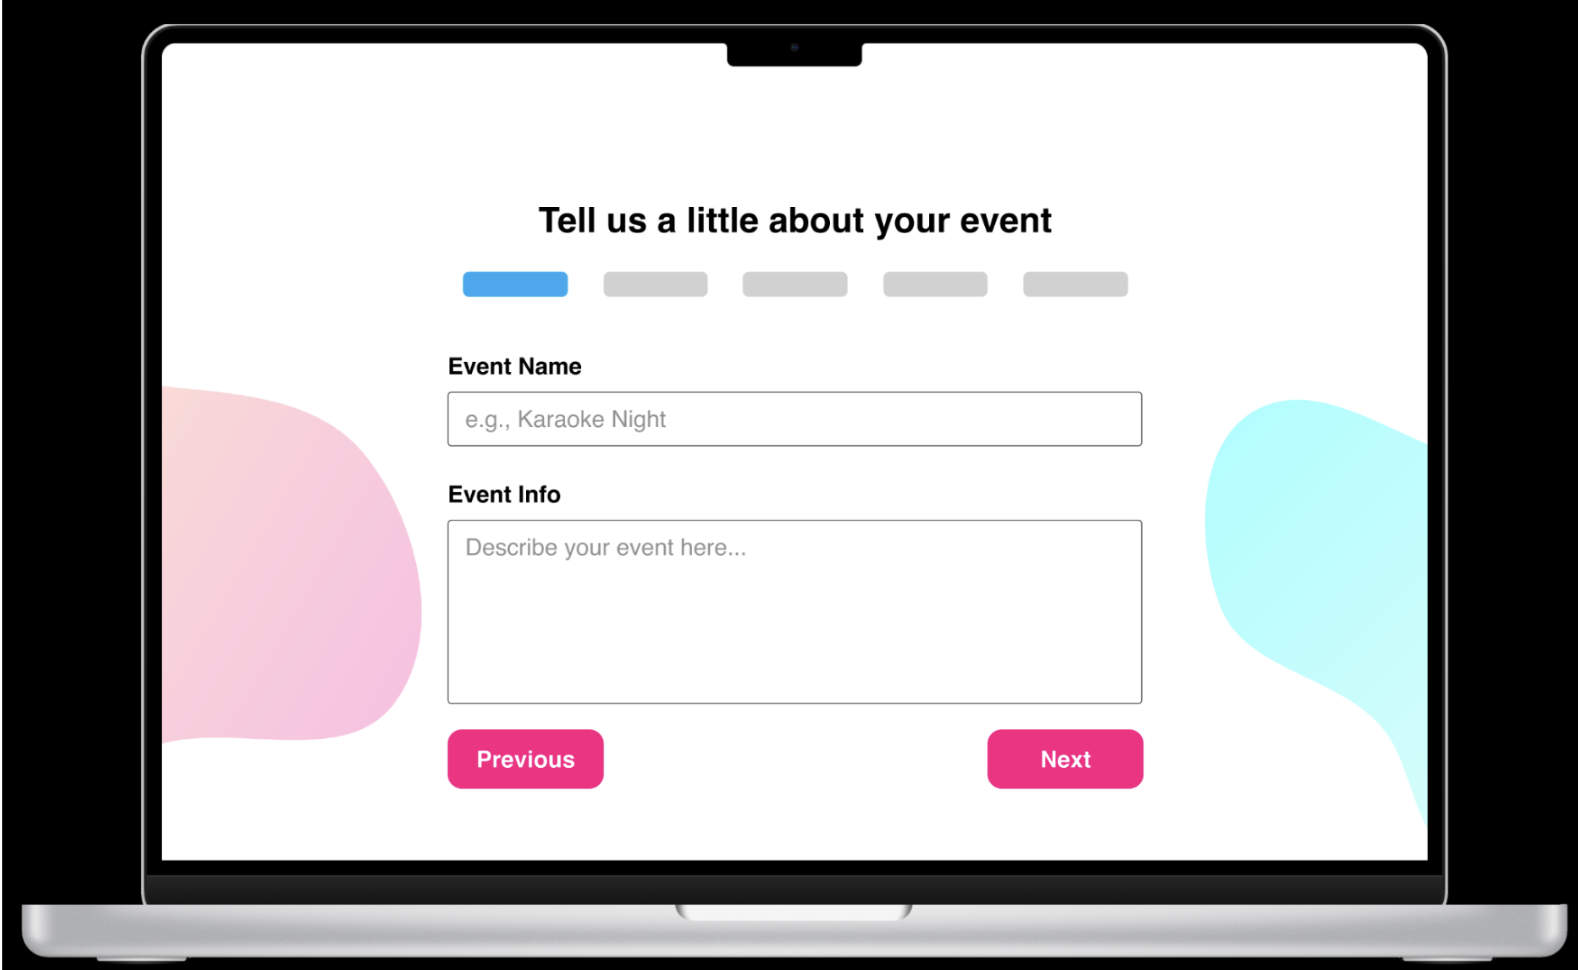 Tell us a little about your event
Event Name
e.g., Karaoke Night
Event Info
Describe your event here...
Previous
Next